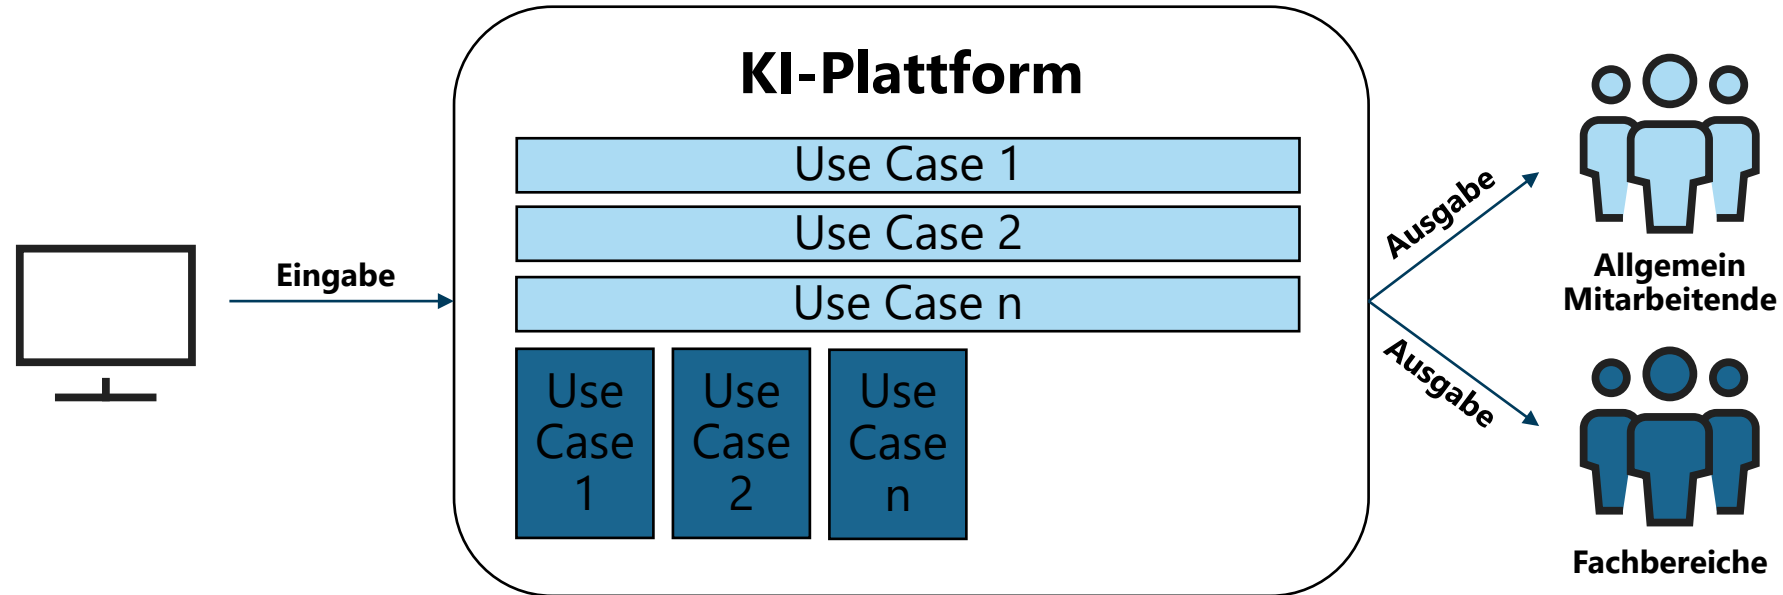 KI-Plattform
Use Case 1
Use Case 2
Use Case n
Use
Case
1
Use
Case
2
Use
Case
n
Eingabe
Ausgabe
Ausgabe
Allgemein
Mitarbeitende
Fachbereiche